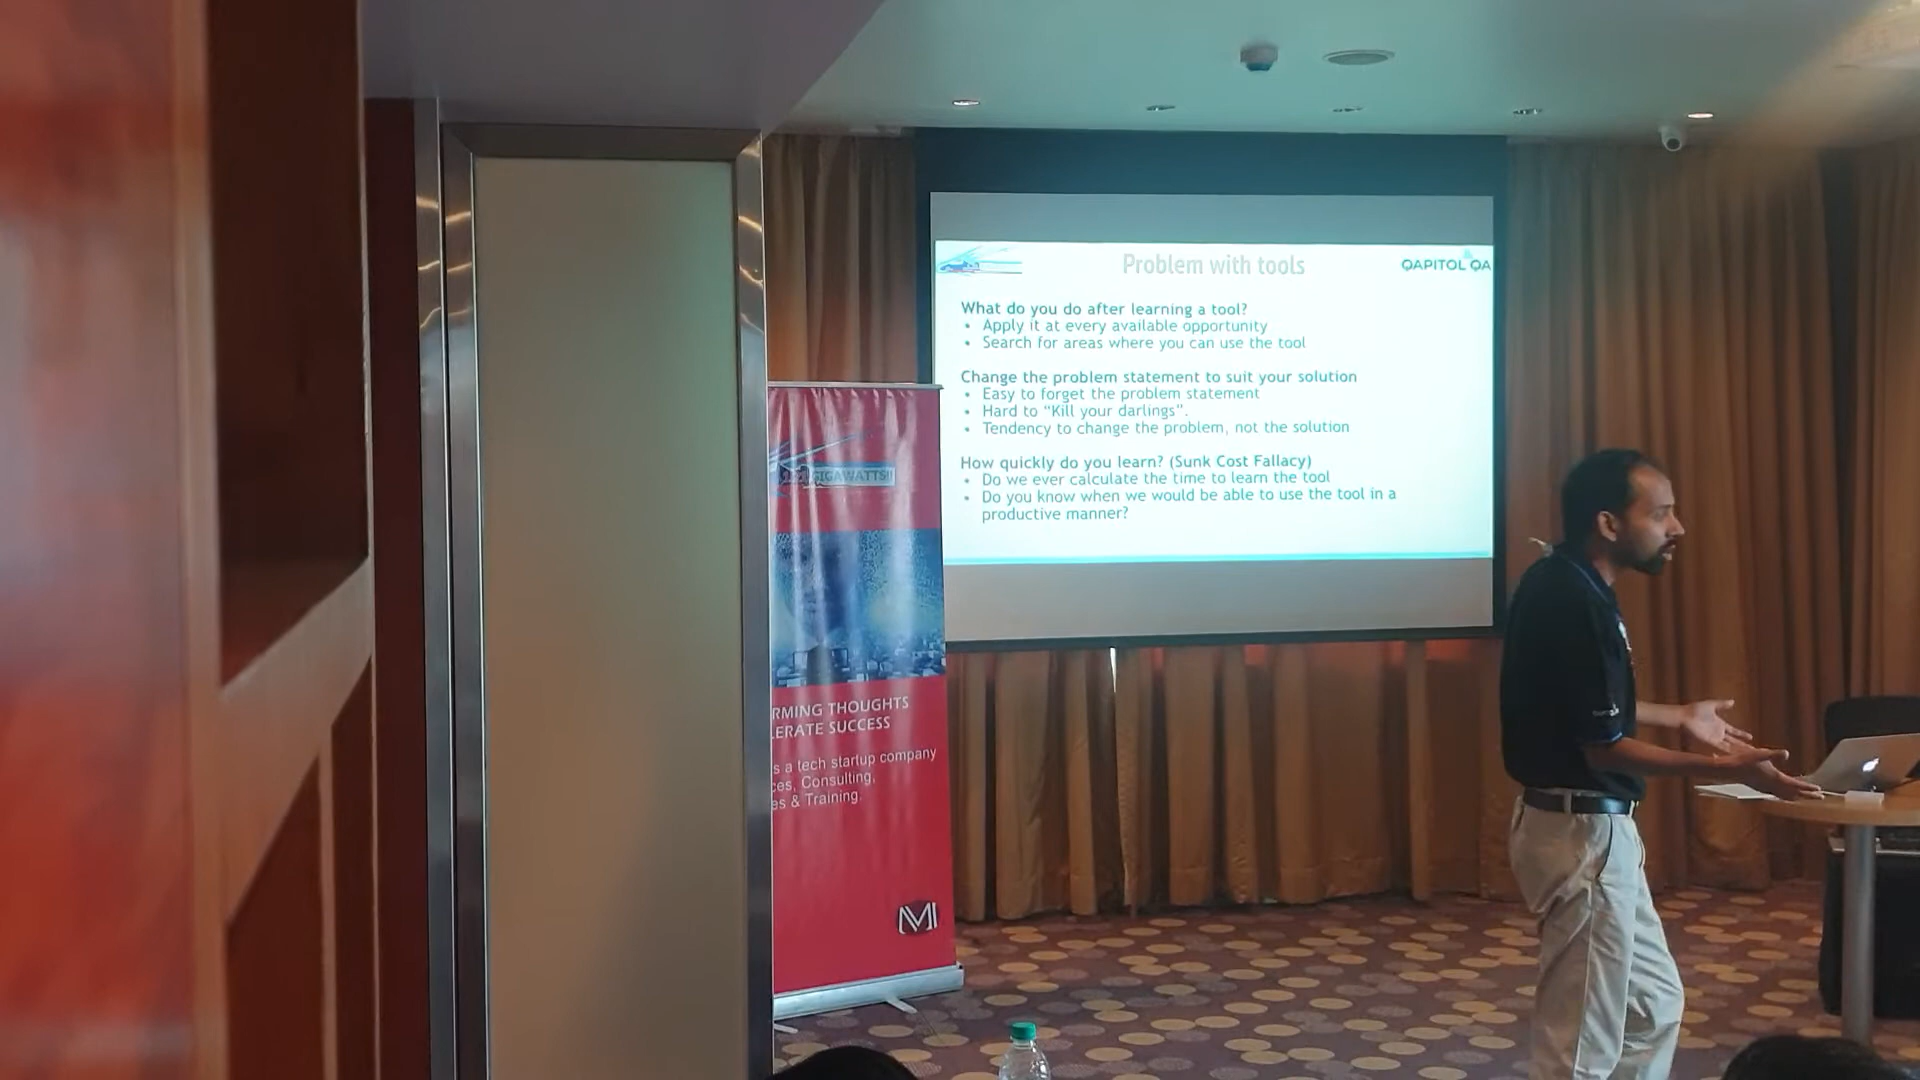 Problem with tools
QAPITOL QA
What do you do after learning a tool?
• Apply it at every available opportunity
• Search for areas where you can use the tool
Change the problem statement to suit your solution
• Easy to forget the problem statement
• Hard to “Kill your darlings”.
• Tendency to change the problem, not the solution
How quickly do you learn? (Sunk Cost Fallacy)
• Do we ever calculate the time to learn the tool
• Do you know when we would be able to use the tool in a
productive manner?
GIGAWATTS!!
RMING THOUGHTS
ERATE SUCCESS
s a tech startup company
ces, Consulting,
es & Training.